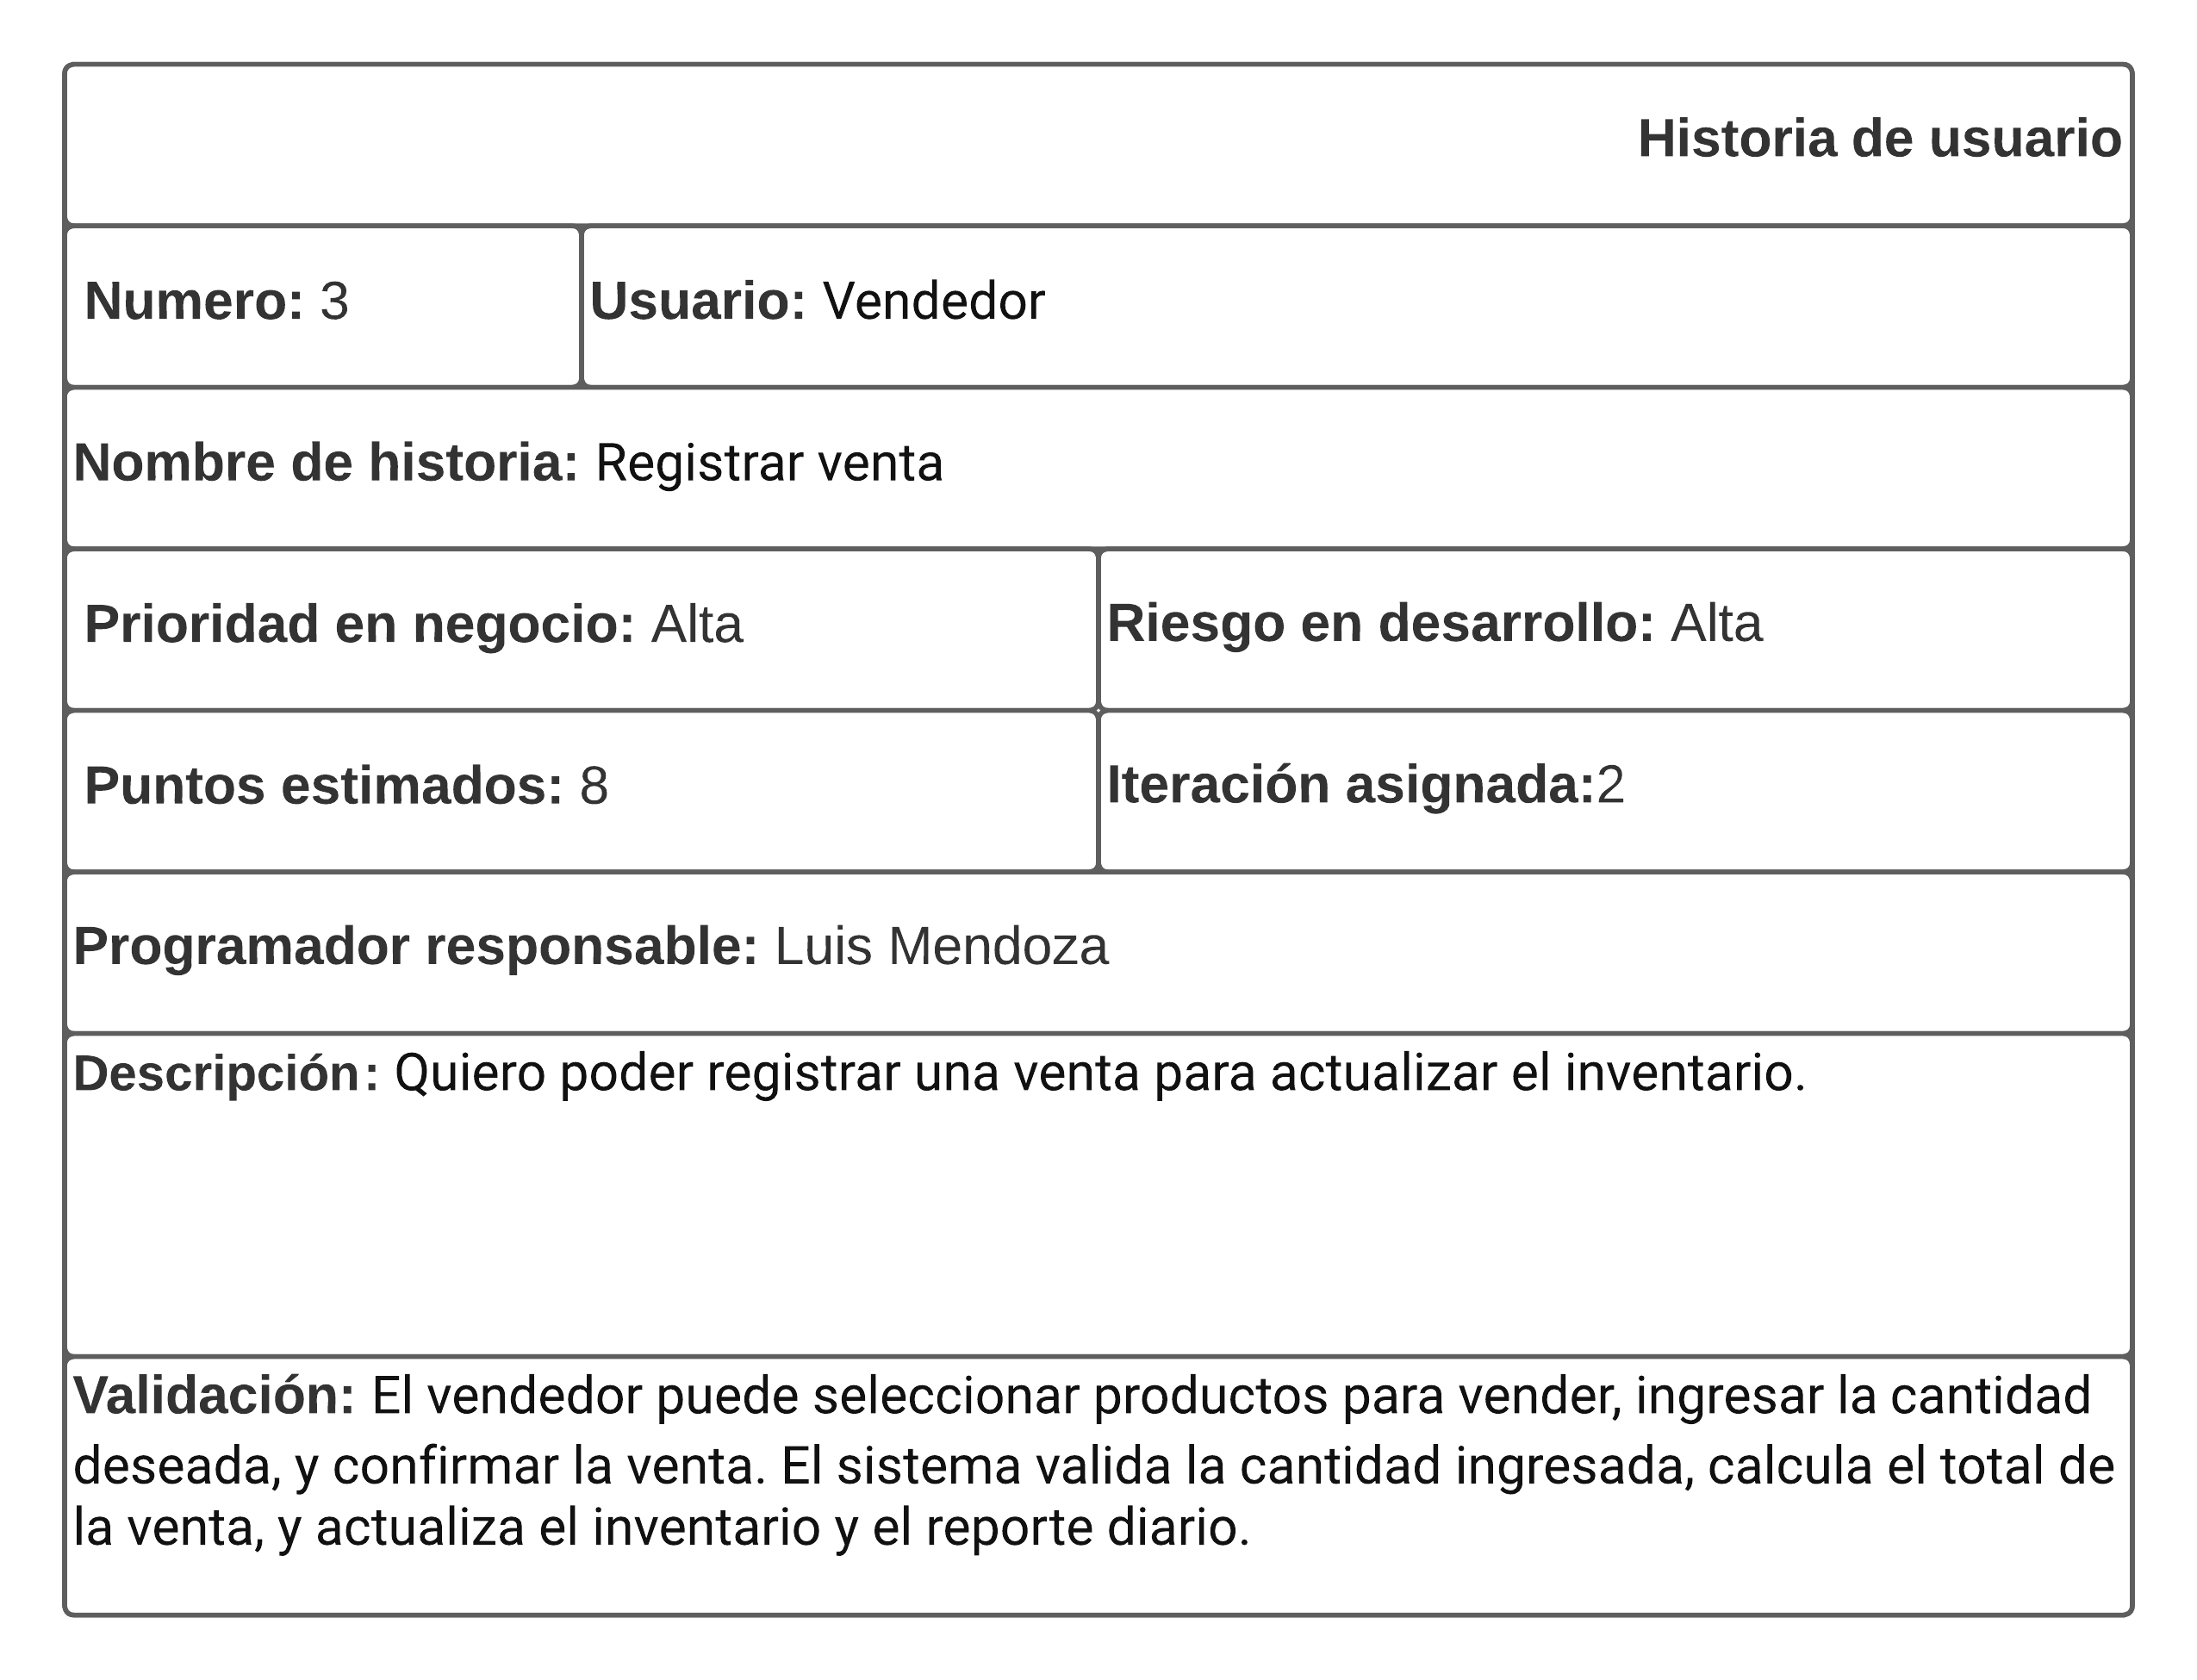 Historia de usuario
Numero: 3
Usuario: Vendedor
Nombre de historia: Registrar venta
Prioridad en negocio: Alta
Riesgo en desarrollo: Alta
Puntos estimados: 8
Iteración asignada:2
Programador responsable: Luis Mendoza
Descripción: Quiero poder registrar una venta para actualizar el inventario.
Validación: El vendedor puede seleccionar productos para vender, ingresar la cantidad
deseada, y confirmar la venta. El sistema valida la cantidad ingresada, calcula el total de
la venta, y actualiza el inventario y el reporte diario.